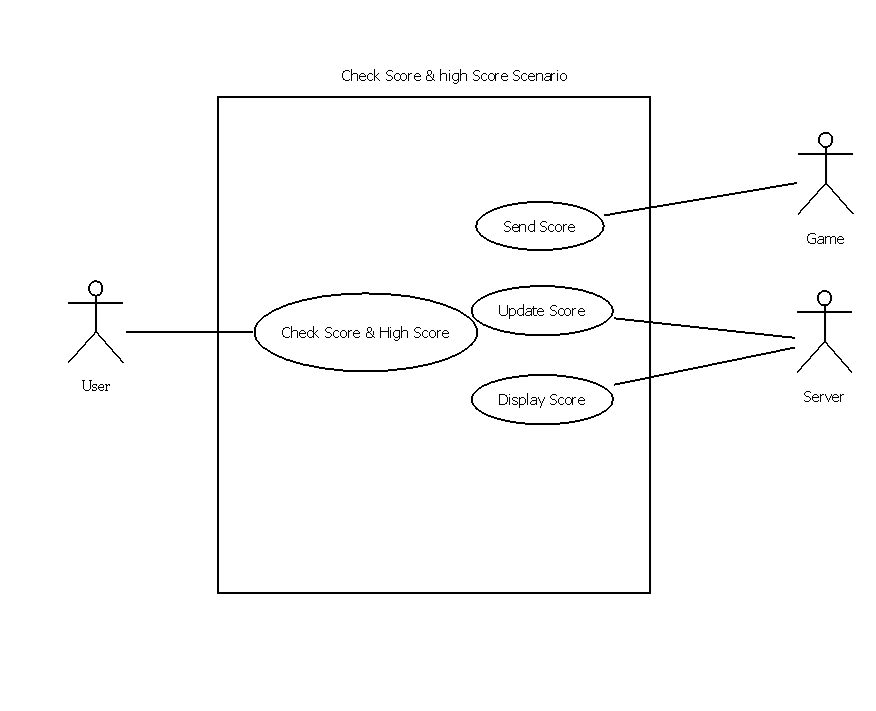 Check Score & high Score Scenario
Send Score
Game
Update Score
Check Score & High Score
User
Display Score
Server